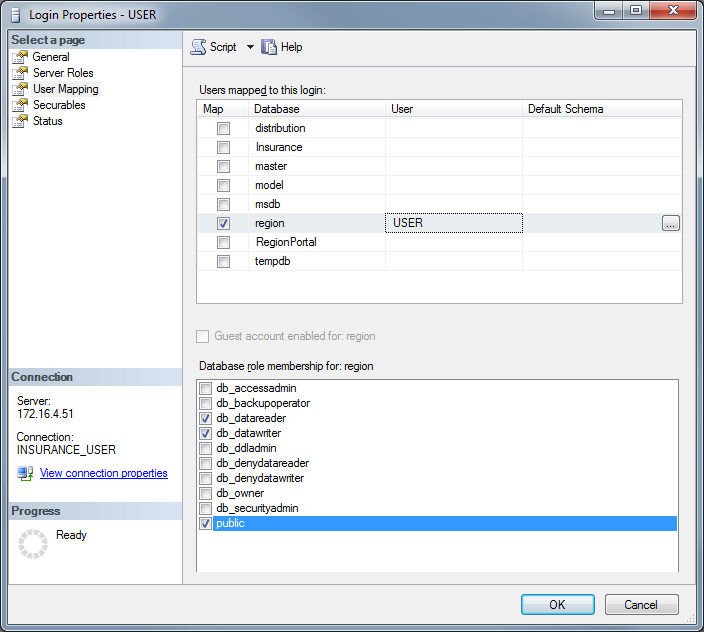 Login Properties - USER
Select a page
General
Server Roles
User Mapping
Securables
Status
Script Help
Users mapped to this login:
Map Database User Default Schema
distribution
Insurance
master
model
msdb
region USER ...
RegionPortal
tempdb
Guest account enabled for: region
Database role membership for: region
db_accessadmin
db_backupoperator
db_datareader
db_datawriter
db_ddladmin
db_denydatareader
db_denydatawriter
db_owner
db_securityadmin
public
Connection
Server:
172.16.4.51
Connection:
INSURANCE_USER
View connection properties
Progress
Ready
OK Cancel